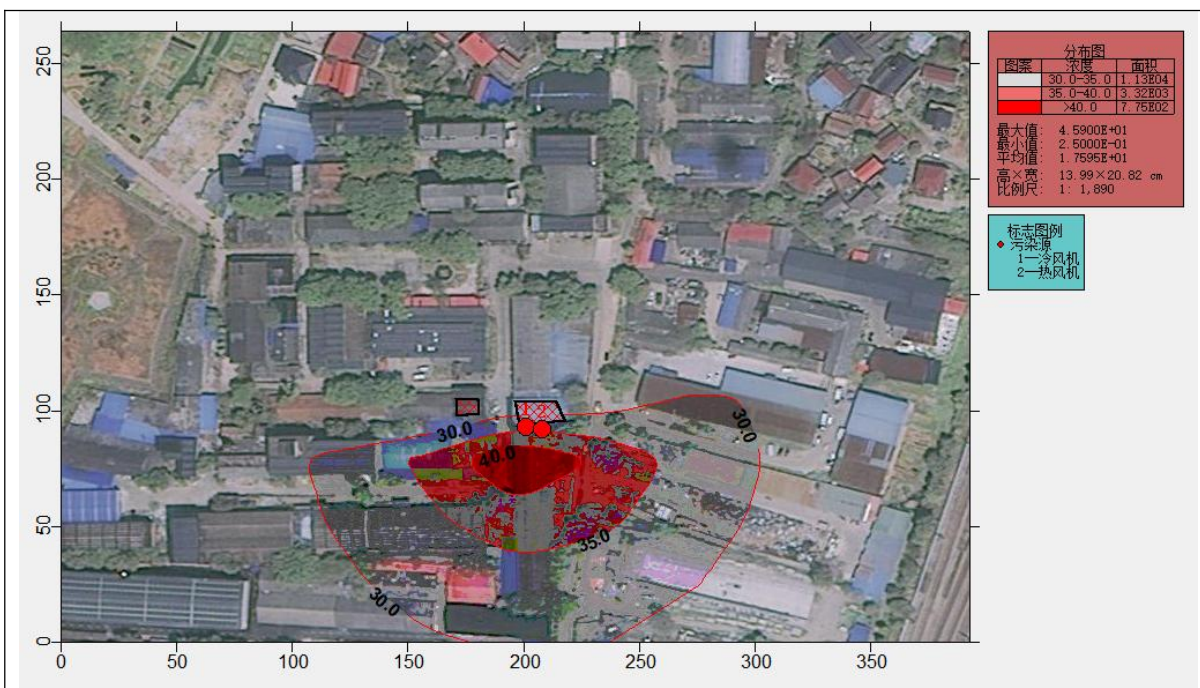 分布图
图案 浓度 面积
30.0-35.0 1.13E04
35.0-40.0 3.32E03
>40.0 7.75E02
最大值: 4.5900E+01
最小值: 2.5000E-01
平均值: 1.7595E+01
高×宽: 13.99×20.82 cm
比例尺: 1: 1,890
标志图例
污染源
1—冷风机
2—热风机
250
200
150
100
50
0
1 2
30.0
30.0
40.0
35.0
30.0
0 50 100 150 200 250 300 350